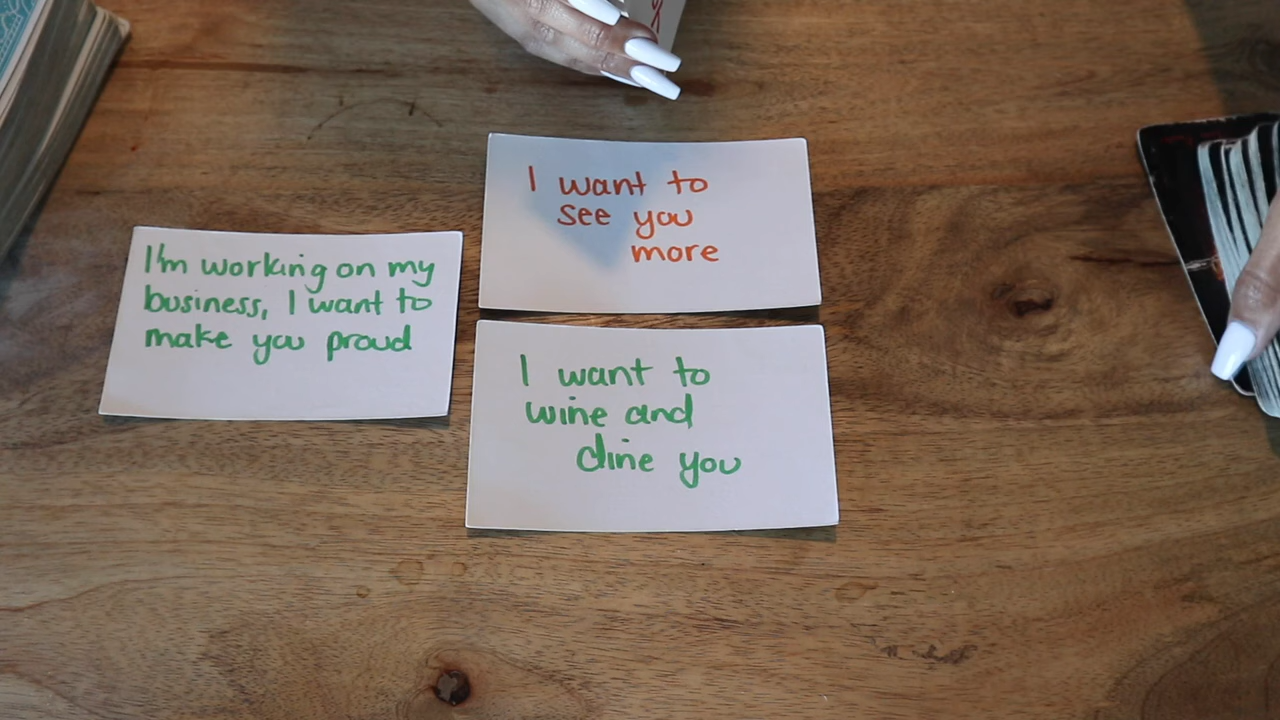 I want to
see you
more
I'm working on my
business, I want to
make you proud
I want to
wine and
dine you